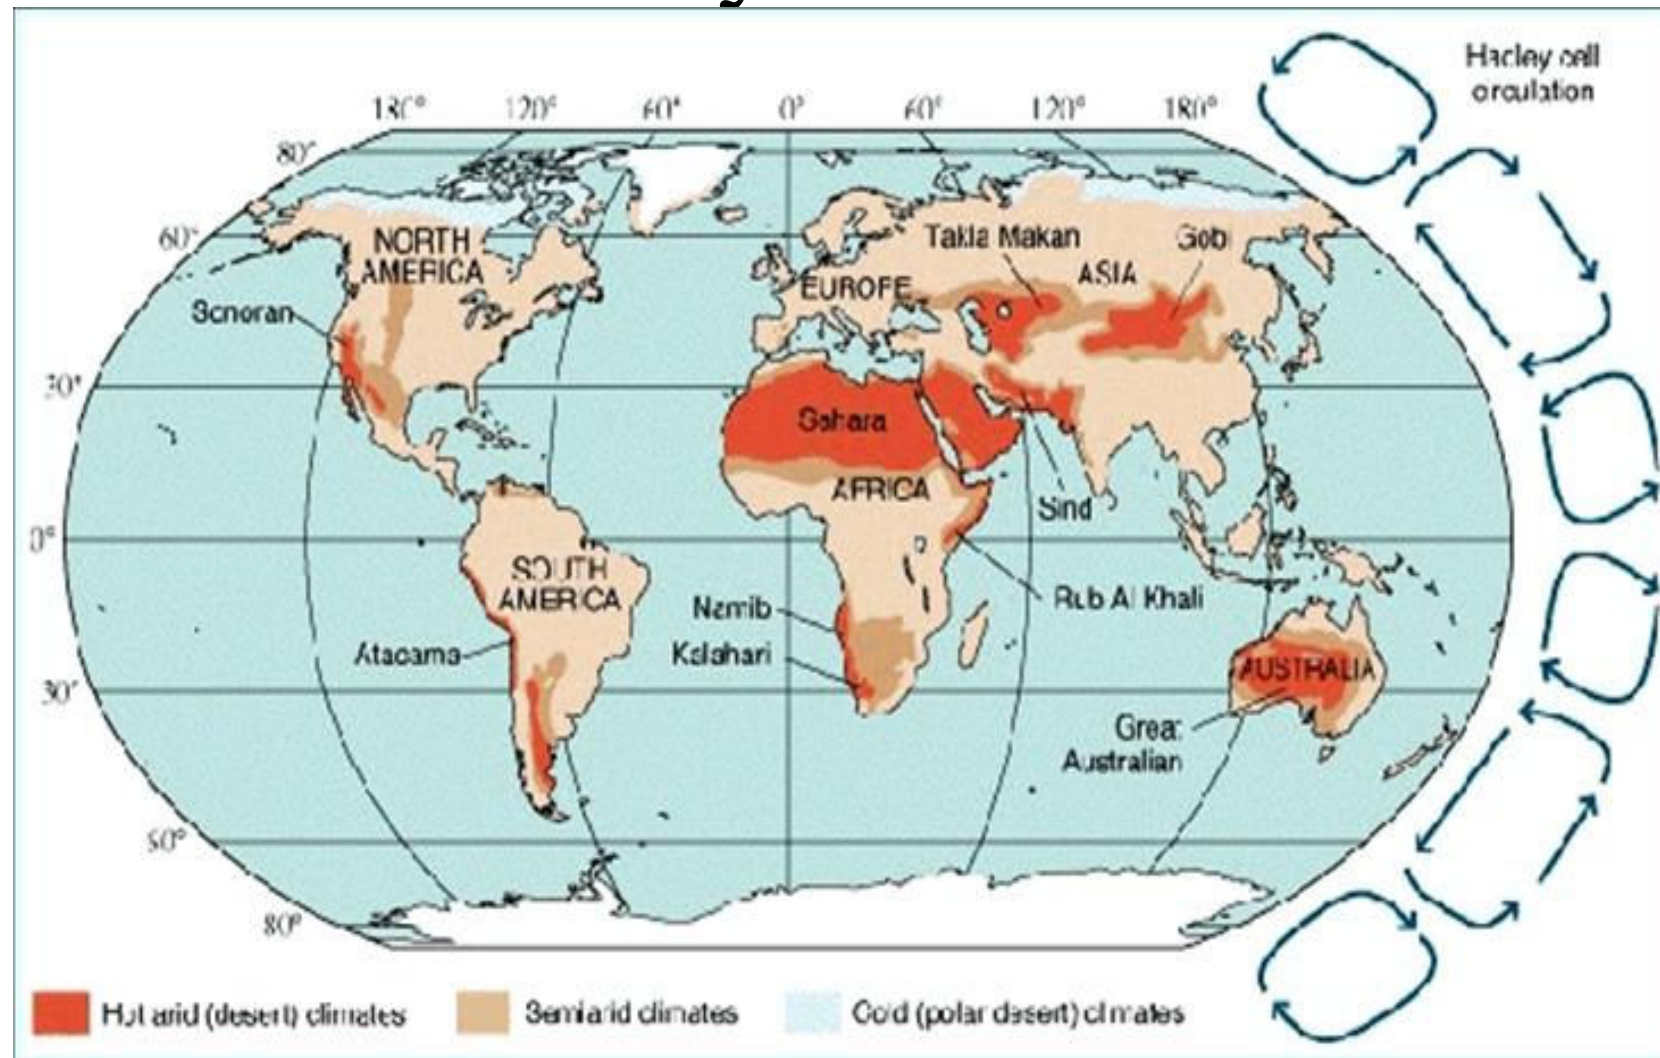 Hadley cell
circulation
180° 120° 60° 0° 60° 120° 180°
80°
60°
NORTH
AMERICA
Takla Makan
Gobi
ASIA
EUROPE
Sonoran
30°
Sahara
AFRICA
Sind
0°
SOUTH
AMERICA
Namib
Rub Al Khali
Atacama
Kalahari
AUSTRALIA
30°
Great
Australian
60°
80°
Hot arid (desert) climates
Semiarid climates
Cold (polar desert) climates